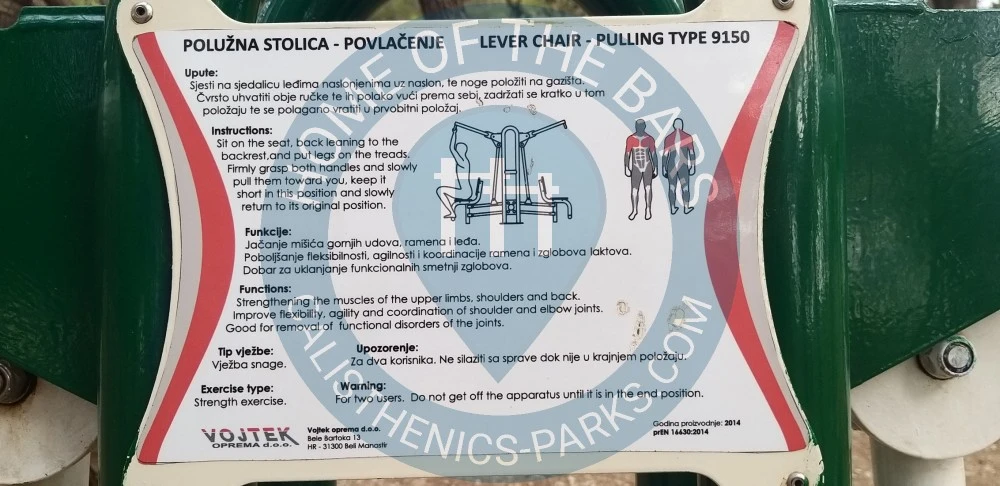 POLUŽNA STOLICA - POVLAČENJE LEVER CHAIR - PULLING TYPE 9150
Upute:
Sjesti na sjedalicu leđima naslonjenima uz naslon, te noge položiti na gazišta.
Čvrsto uhvatiti obje ručke te ih polako vući prema sebi, zadržati se kratko u tom
položaju te se polagano vratiti u prvobitni položaj.
Instructions:
Sit on the seat, back leaning to the
backrest,and put legs on the treads.
Firmly grasp both handles and slowly
pull them toward you, keep it
short in this position and slowly
return to its original position.
Funkcije:
Jačanje mišića gornjih udova, ramena i leđa.
Poboljšanje fleksibilnosti, agilnosti i koordinacije ramena i zglobova laktova.
Dobar za uklanjanje funkcionalnih smetnji zglobova.
Functions:
Strengthening the muscles of the upper limbs, shoulders and back.
Improve flexibility, agility and coordination of shoulder and elbow joints.
Good for removal of functional disorders of the joints.
Tip vježbe:
Vježba snage.
Upozorenje:
Za dva korisnika. Ne silaziti sa sprave dok nije u krajnjem položaju.
Exercise type:
Strength exercise.
Warning:
For two users. Do not get off the apparatus until it is in the end position.
VOJTEK
OPREMA d.o.o.
Vojtek oprema d.o.o.
Bele Bartoka 13
HR - 31300 Beli Manastir
Godina proizvodnje: 2014
prEN 16630:2014
HOME OF THE BARS
CALISTHENICS-PARKS.COM